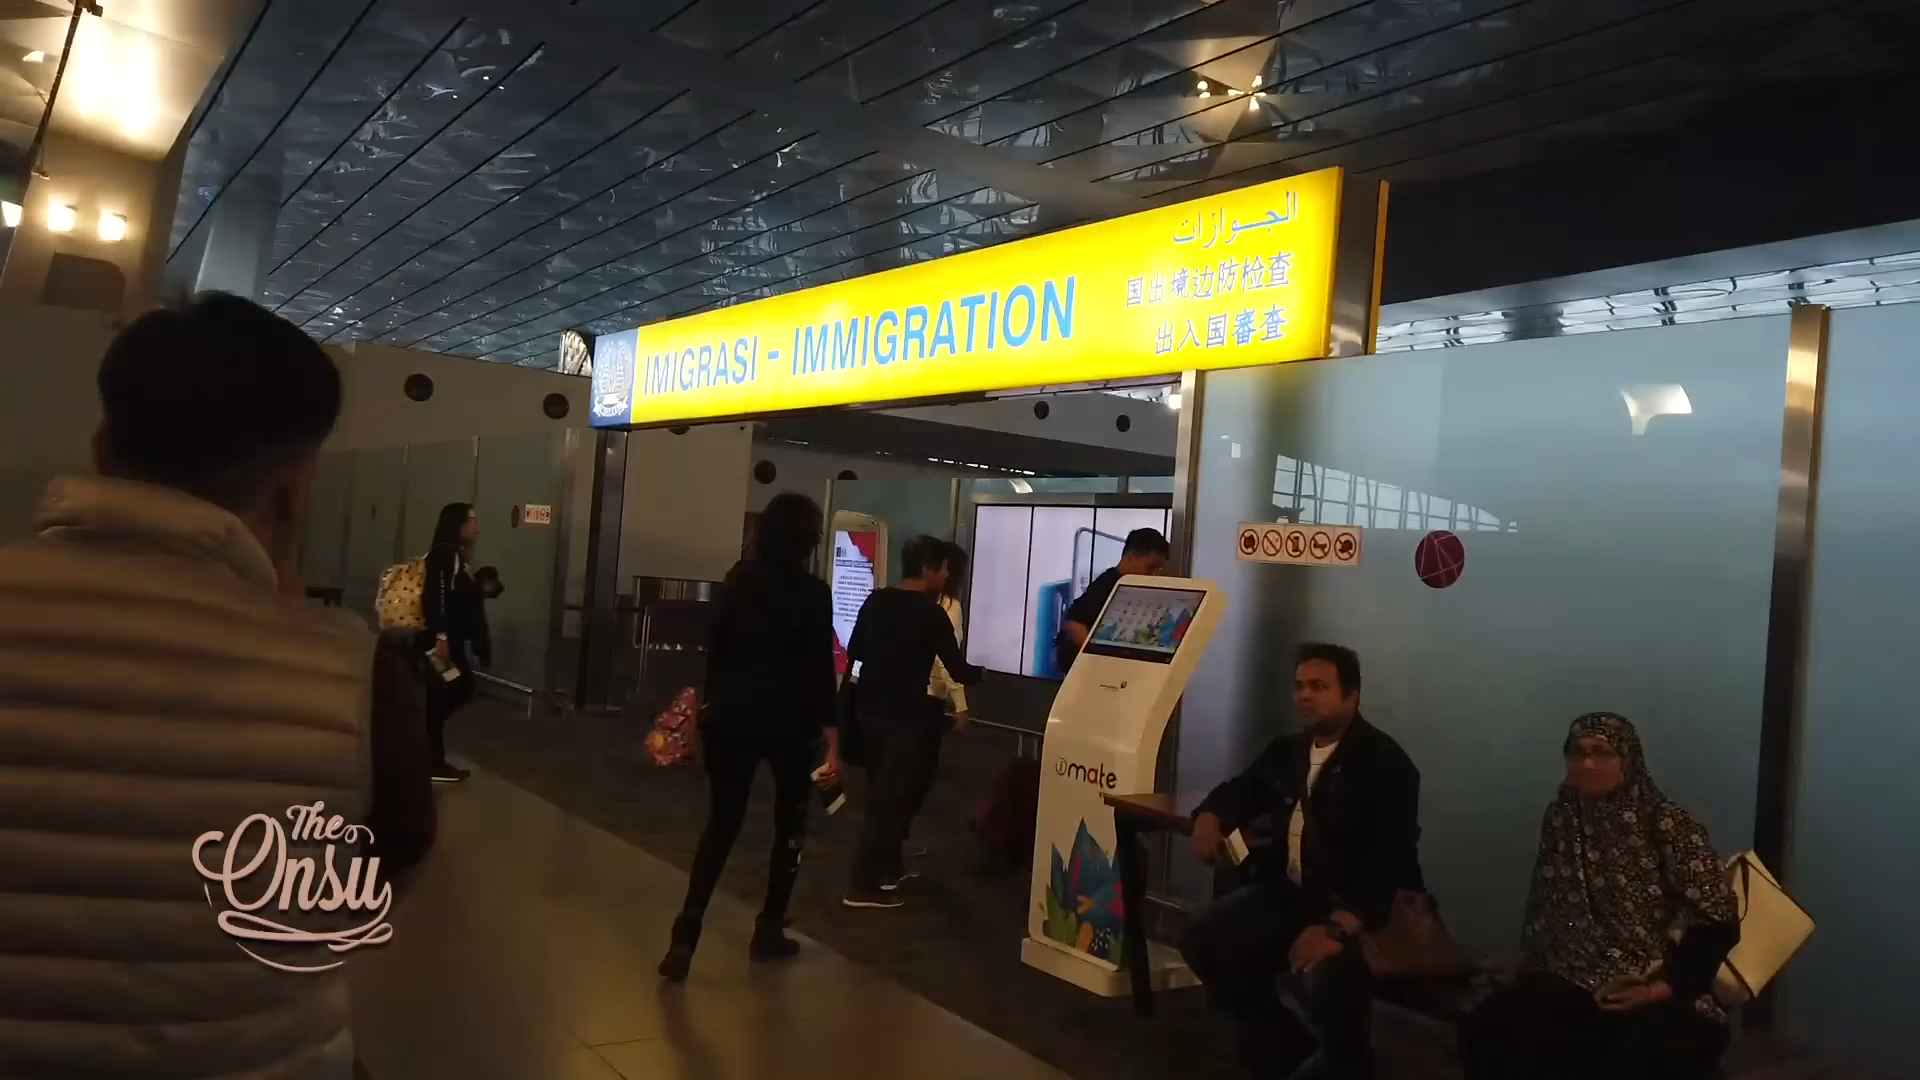 IMIGRASI - IMMIGRATION
الجوازات
国出境边防检查
出入国審査
imate
The
Onsu